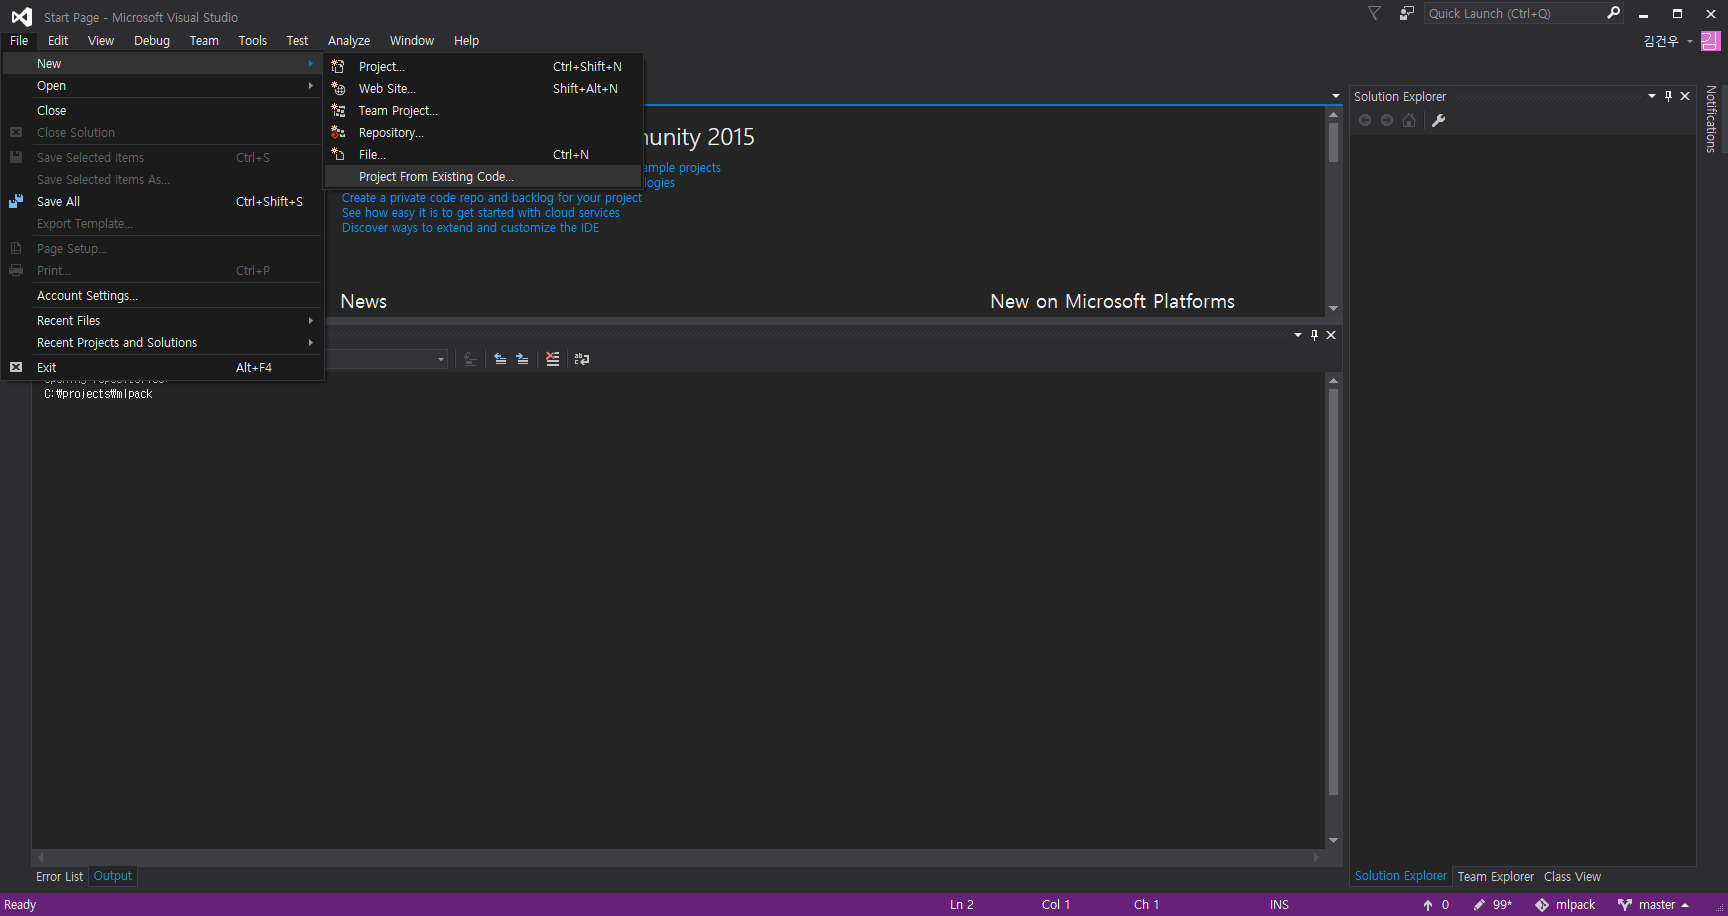 Start Page - Microsoft Visual Studio
Quick Launch (Ctrl+Q)
File Edit View Debug Team Tools Test Analyze Window Help
김건우
김
New
Open
Close
Close Solution
Save Selected Items Ctrl+S
Save Selected Items As...
Save All Ctrl+Shift+S
Export Template...
Page Setup...
Print... Ctrl+P
Account Settings...
Recent Files
Recent Projects and Solutions
Exit Alt+F4
Project... Ctrl+Shift+N
Web Site... Shift+Alt+N
Team Project...
Repository...
File... Ctrl+N
Project From Existing Code...
munity 2015
ample projects
logies
Create a private code repo and backlog for your project
See how easy it is to get started with cloud services
Discover ways to extend and customize the IDE
News
New on Microsoft Platforms
Opening repositories:
C:₩projects₩mlpack
Solution Explorer
Notifications
Error List Output
Solution Explorer Team Explorer Class View
Ready Ln 2 Col 1 Ch 1 INS 0 99* mlpack master